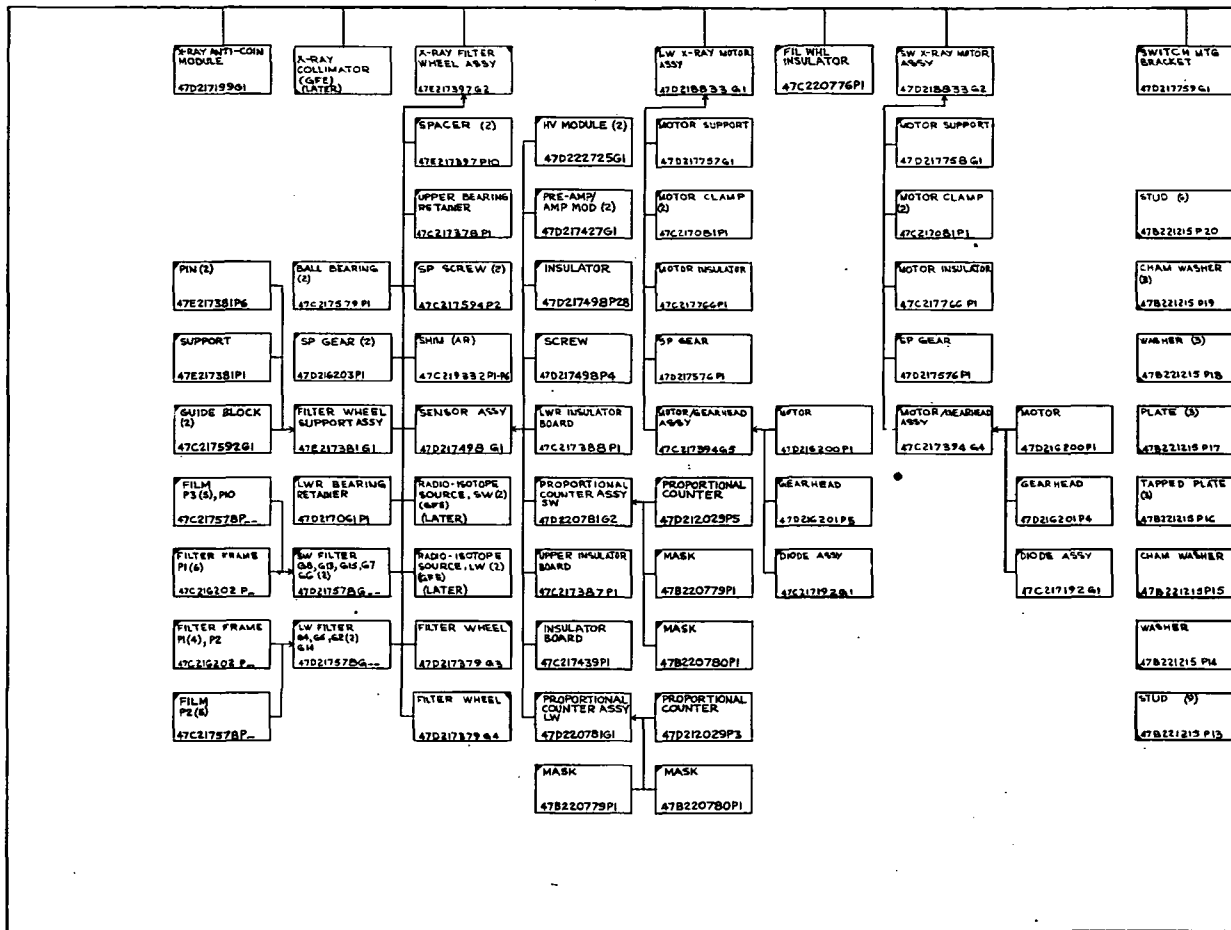 X-RAY ANTI-COIN
MODULE
47D217199G1
X-RAY
COLLIMATOR
(GFE)
(LATER)
X-RAY FILTER
WHEEL ASSY
47E217397G2
LW X-RAY MOTOR
ASSY
47D218833G1
FIL WHL
INSULATOR
47C220776P1
SW X-RAY MOTOR
ASSY
47D218833G2
SWITCH MTG
BRACKET
47D217759G1
SPACER (2)
47E217397P10
HV MODULE (2)
47D222725G1
MOTOR SUPPORT
47D217757G1
MOTOR SUPPORT
47D217758G1
UPPER BEARING
RETAINER
47C217378P1
PRE-AMP/
AMP MOD (2)
47D217427G1
MOTOR CLAMP
(2)
47C217081P1
MOTOR CLAMP
(2)
47C217081P1
STUD (6)
47B221215P20
PIN (2)
47E217381P6
BALL BEARING
(2)
47C217579P1
SP SCREW (2)
47C217594P2
INSULATOR
47D217498P28
MOTOR INSULATOR
47C217766P1
MOTOR INSULATOR
47C217766P1
CHAM WASHER
(3)
47B221215P19
SUPPORT
47E217381P1
SP GEAR (2)
47D216203P1
SHIM (AR)
47C219332P1-P6
SCREW
47D217498P4
SP GEAR
47D217576P1
SP GEAR
47D217576P1
WASHER (3)
47B221215P18
GUIDE BLOCK
(2)
47C217592G1
FILTER WHEEL
SUPPORT ASSY
47E217381G1
SENSOR ASSY
47D217498G1
LWR INSULATOR
BOARD
47C217388P1
MOTOR/GEARHEAD
ASSY
47C217394G5
MOTOR
47D216200P1
MOTOR/GEARHEAD
ASSY
47C217394G4
MOTOR
47D216200P1
PLATE (3)
47B221215P17
FILM
P3(5), P10
47C217578P_ _
LWR BEARING
RETAINER
47D217061P1
RADIO-ISOTOPE
SOURCE, SW(2)
(GFE)
(LATER)
PROPORTIONAL
COUNTER ASSY
SW
47D220781G2
PROPORTIONAL
COUNTER
47D212029P5
GEARHEAD
47D216201P5
GEARHEAD
47D216201P4
TAPPED PLATE
(3)
47B221215P16
FILTER FRAME
P1(6)
47C216202 P_
SW FILTER
G8, G13, G15, G7
G6 (2)
47D217578G_ _
RADIO-ISOTOPE
SOURCE, LW (2)
(GFE)
(LATER)
UPPER INSULATOR
BOARD
47C217387P1
MASK
47B220779P1
DIODE ASSY
47C217192G1
DIODE ASSY
47C217192G1
CHAM WASHER
47B221215P15
FILTER FRAME
P1(4), P2
47C216202 P_
LW FILTER
G4, G5, G2(2)
G14
47D217578G_ _
FILTER WHEEL
47D217379G3
INSULATOR
BOARD
47C217439P1
MASK
47B220780P1
WASHER
47B221215P14
FILM
P2(5)
47C217578P_ _
FILTER WHEEL
47D217379G4
PROPORTIONAL
COUNTER ASSY
LW
47D220781G1
PROPORTIONAL
COUNTER
47D212029P3
STUD (9)
47B221215P13
MASK
47B220779P1
MASK
47B220780P1